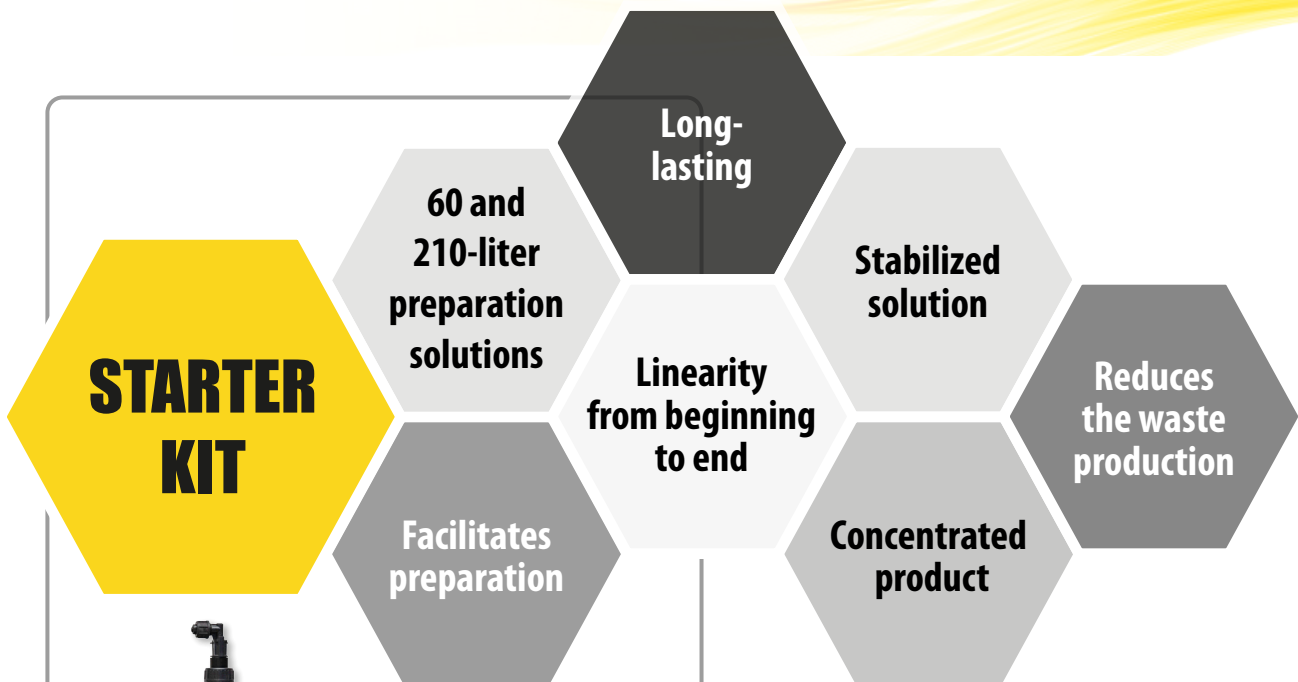 Long-
lasting
60 and
210-liter
preparation
solutions
Stabilized
solution
STARTER
KIT
Linearity
from beginning
to end
Reduces
the waste
production
Facilitates
preparation
Concentrated
product